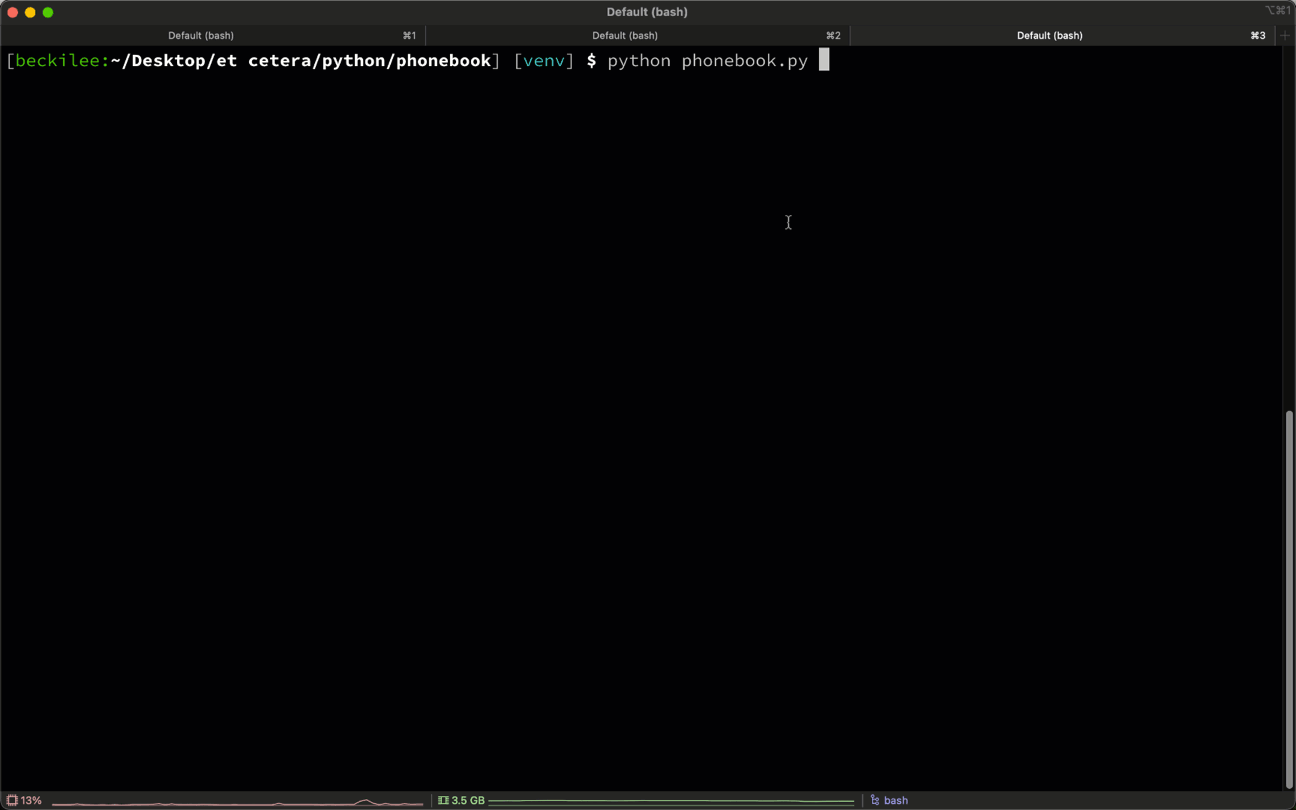 Default (bash)
⌥⌘1
Default (bash) ⌘1
Default (bash) ⌘2
Default (bash) ⌘3
[beckilee:~/Desktop/et cetera/python/phonebook] [venv] $ python phonebook.py
13%
3.5 GB
bash